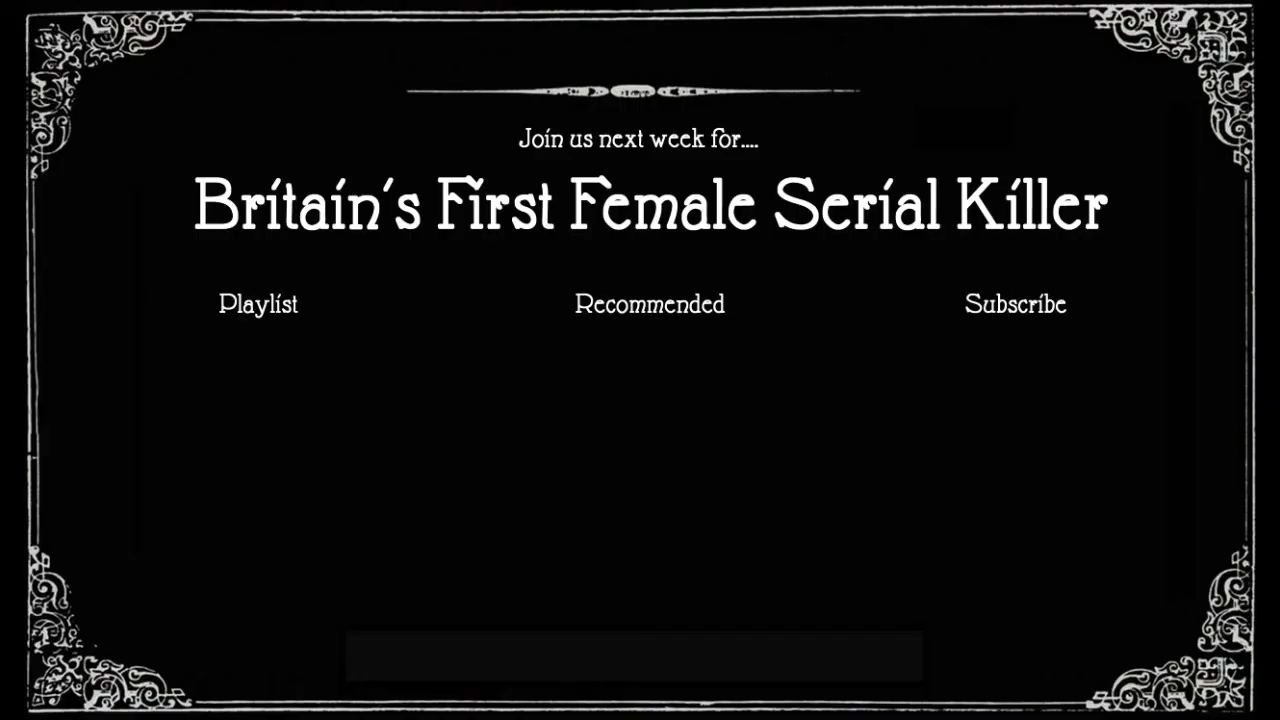 Join us next week for....
Britain's First Female Serial Killer
Playlist Recommended Subscribe